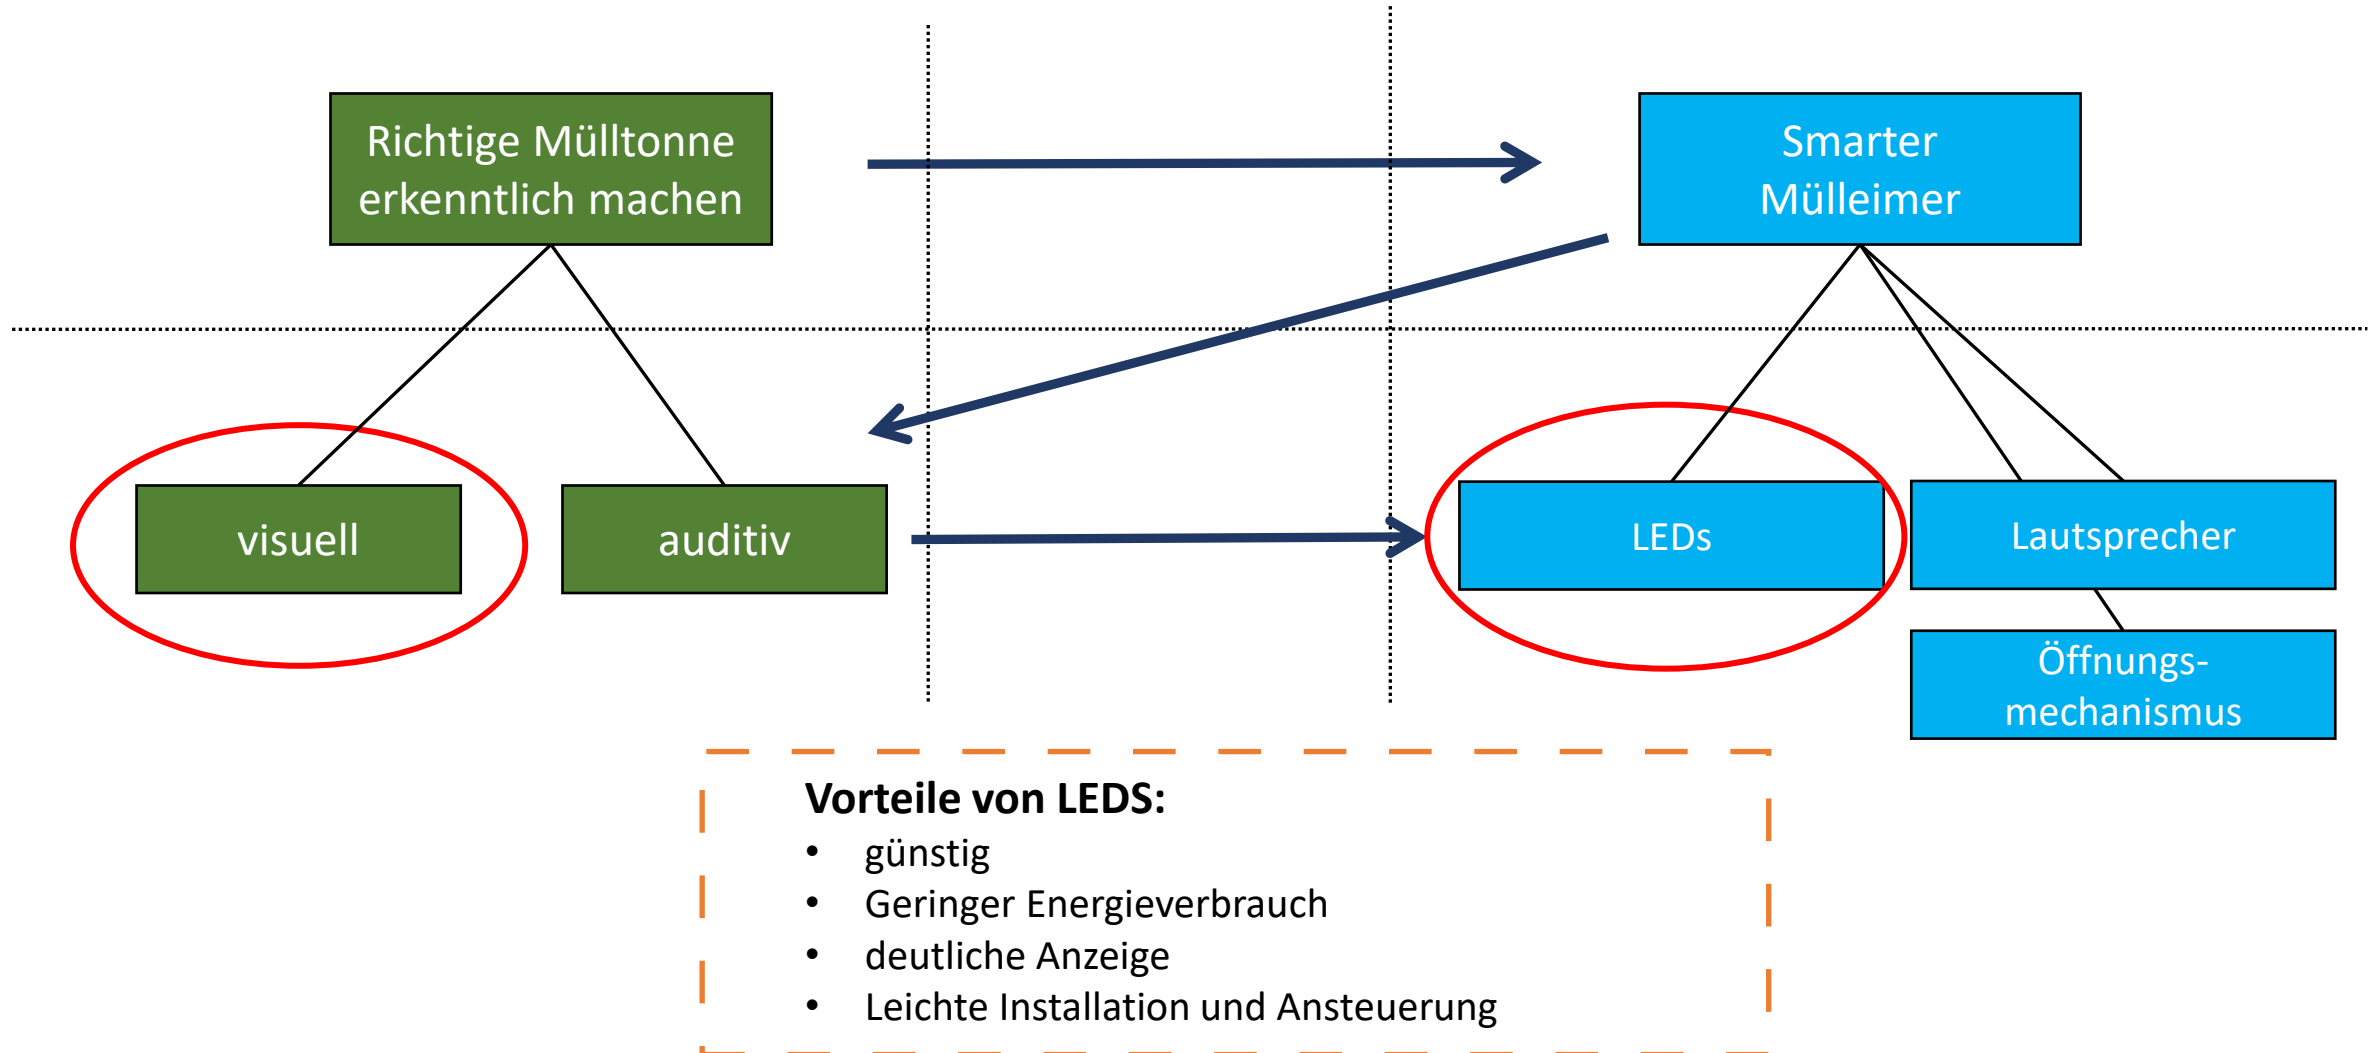 Richtige Mülltonne
erkenntlich machen
Smarter
Mülleimer
visuell
auditiv
LEDs
Lautsprecher
Öffnungs-
mechanismus
Vorteile von LEDS:
• günstig
• Geringer Energieverbrauch
• deutliche Anzeige
• Leichte Installation und Ansteuerung